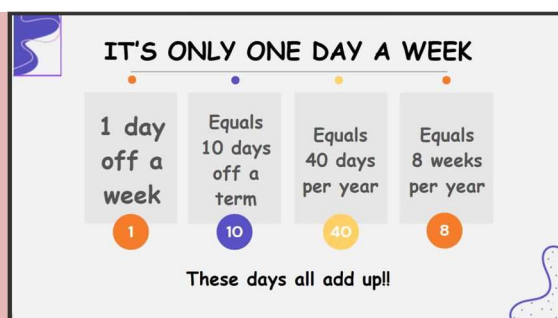 IT'S ONLY ONE DAY A WEEK
1 day
off a
week
1
Equals
10 days
off a
term
10
Equals
40 days
per year
40
Equals
8 weeks
per year
8
These days all add up!!